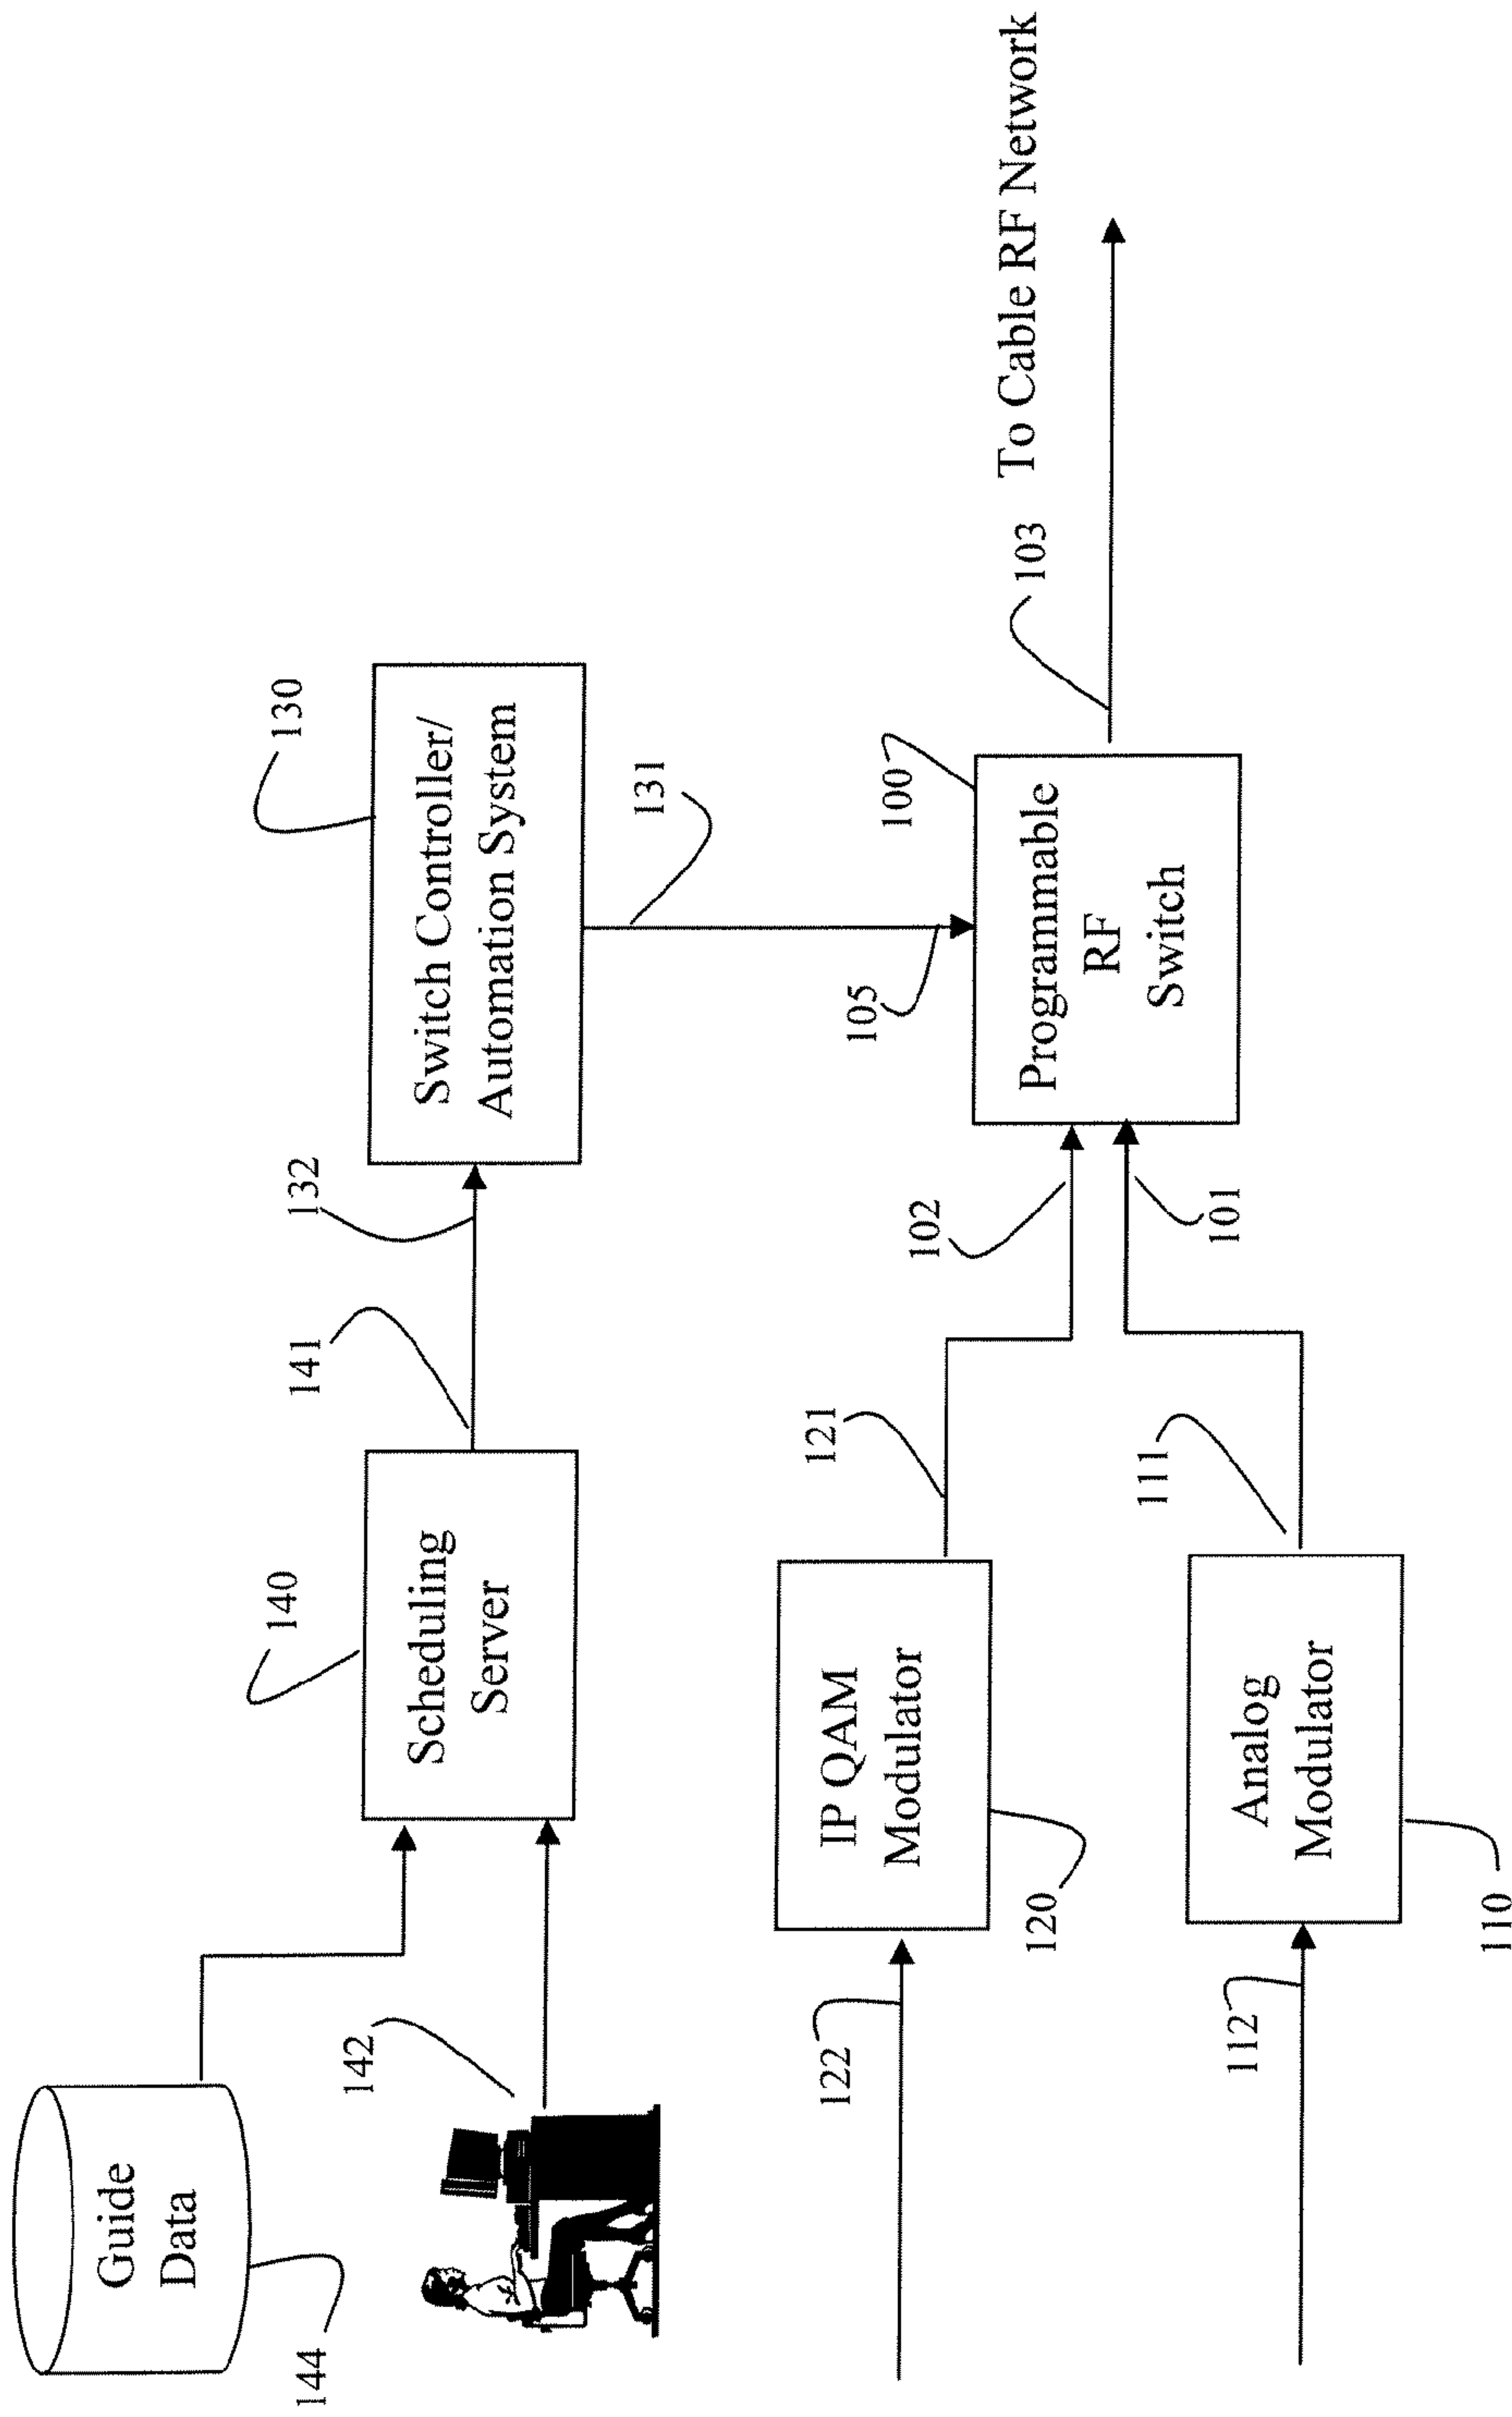 Guide
Data
144
142
140
Scheduling
Server
141
132
130
Switch Controller/
Automation System
131
105
100
Programmable
RF
Switch
103
To Cable RF Network
122
IP QAM
Modulator
120
121
102
112
Analog
Modulator
110
111
101